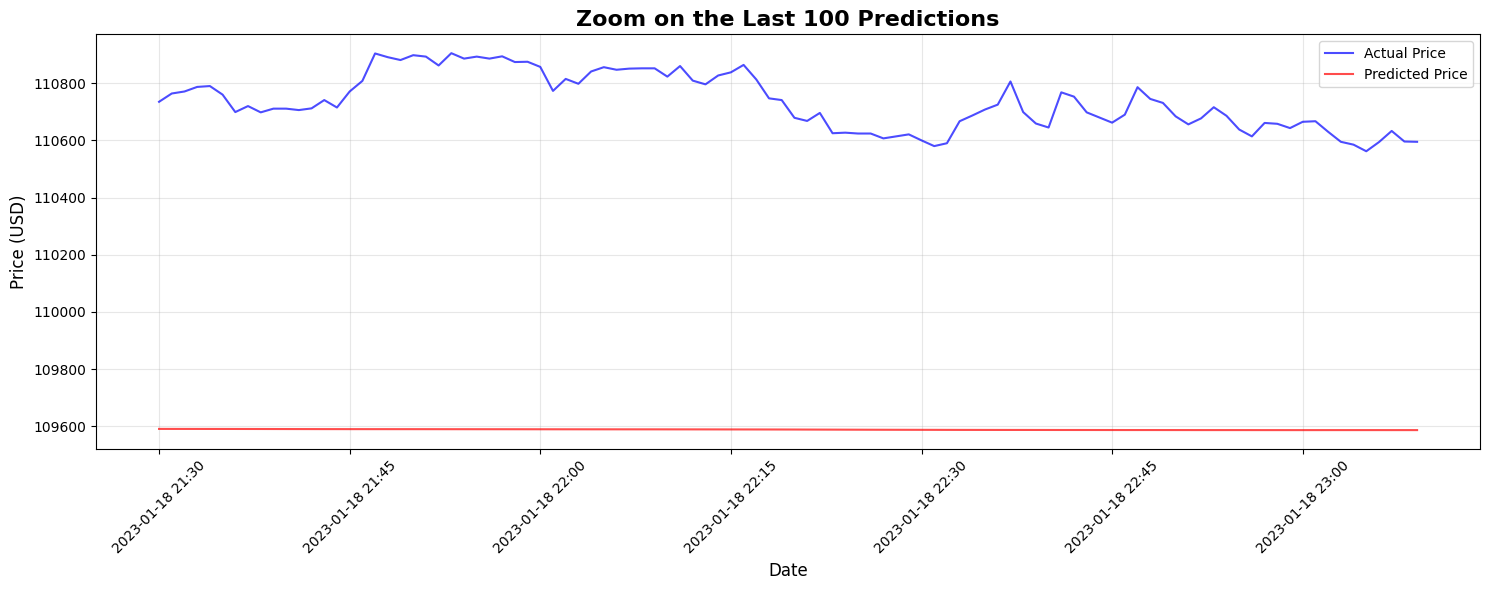 Zoom on the Last 100 Predictions
Actual Price
Predicted Price
Price (USD)
110800
110600
110400
110200
110000
109800
109600
2023-01-18 21:30
2023-01-18 21:45
2023-01-18 22:00
2023-01-18 22:15
2023-01-18 22:30
2023-01-18 22:45
2023-01-18 23:00
Date